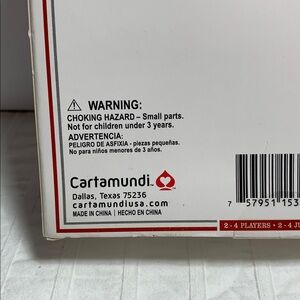 ⚠ WARNING:
CHOKING HAZARD – Small parts.
Not for children under 3 years.
ADVERTENCIA:
PELIGRO DE ASFIXIA - piezas pequeñas.
No para niños menores de 3 años.
Cartamundi
Dallas, Texas 75236
cartamundiusa.com
MADE IN CHINA | HECHO EN CHINA
7 57951 153
2 - 4 PLAYERS • 2 - 4 JU